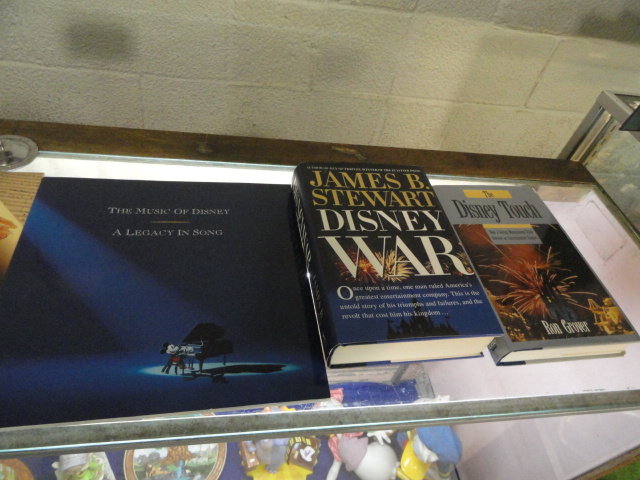 THE MUSIC OF DISNEY
A LEGACY IN SONG
JAMES B.
STEWART
DISNEY
WAR
Once upon a time, one man ruled America's
greatest entertainment company. This is the
untold story of his triumphs and failures, and the
revolt that cost him his kingdom ...
The
Disney Touch
Ron Grover